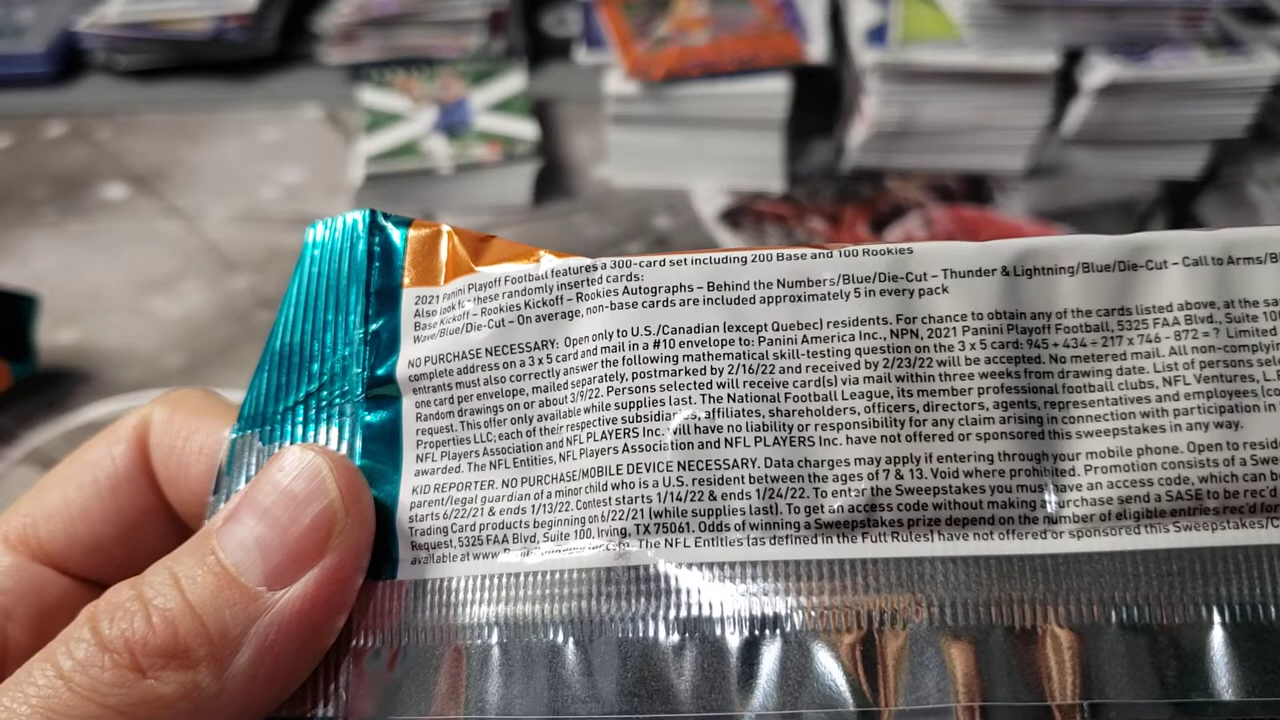 2021 Panini Playoff Football features a 300-card set including 200 Base and 100 Rookies
Also look for these randomly inserted cards:
Base Kickoff – Rookies Kickoff – Rookies Autographs – Behind the Numbers/Blue/Die-Cut – Thunder & Lightning/Blue/Die-Cut – Call to Arms/Bl
Wave/Blue/Die-Cut – On average, non-base cards are included approximately 5 in every pack
NO PURCHASE NECESSARY: Open only to U.S./Canadian (except Quebec) residents. For chance to obtain any of the cards listed above, at the sa
complete address on a 3 x 5 card and mail in a #10 envelope to: Panini America Inc., NPN, 2021 Panini Playoff Football, 5325 FAA Blvd., Suite 100
entrants must also correctly answer the following mathematical skill-testing question on the 3 x 5 card: 945 + 434 ÷ 217 x 746 – 872 = ? Limited
one card per envelope, mailed separately, postmarked by 2/16/22 and received by 2/23/22 will be accepted. No metered mail. All non-complyin
Random drawings on or about 3/9/22. Persons selected will receive card(s) via mail within three weeks from drawing date. List of persons sel
request. This offer only available while supplies last. The National Football League, its member professional football clubs, NFL Ventures, L.P
Properties LLC; each of their respective subsidiaries, affiliates, shareholders, officers, directors, agents, representatives and employees (co
NFL Players Association and NFL PLAYERS Inc. will have no liability or responsibility for any claim arising in connection with participation in
awarded. The NFL Entities, NFL Players Association and NFL PLAYERS Inc. have not offered or sponsored this sweepstakes in any way.
KID REPORTER. NO PURCHASE/MOBILE DEVICE NECESSARY. Data charges may apply if entering through your mobile phone. Open to resid
parent/legal guardian of a minor child who is a U.S. resident between the ages of 7 & 13. Void where prohibited. Promotion consists of a Swe
starts 6/22/21 & ends 1/13/22. Contest starts 1/14/22 & ends 1/24/22. To enter the Sweepstakes you must have an access code, which can b
Trading Card products beginning on 6/22/21 (while supplies last). To get an access code without making a purchase send a SASE to be rec'd
Request, 5325 FAA Blvd, Suite 100, Irving, TX 75061. Odds of winning a Sweepstakes prize depend on the number of eligible entries rec'd for
available at www. The NFL Entities (as defined in the Full Rules) have not offered or sponsored this Sweepstakes/C